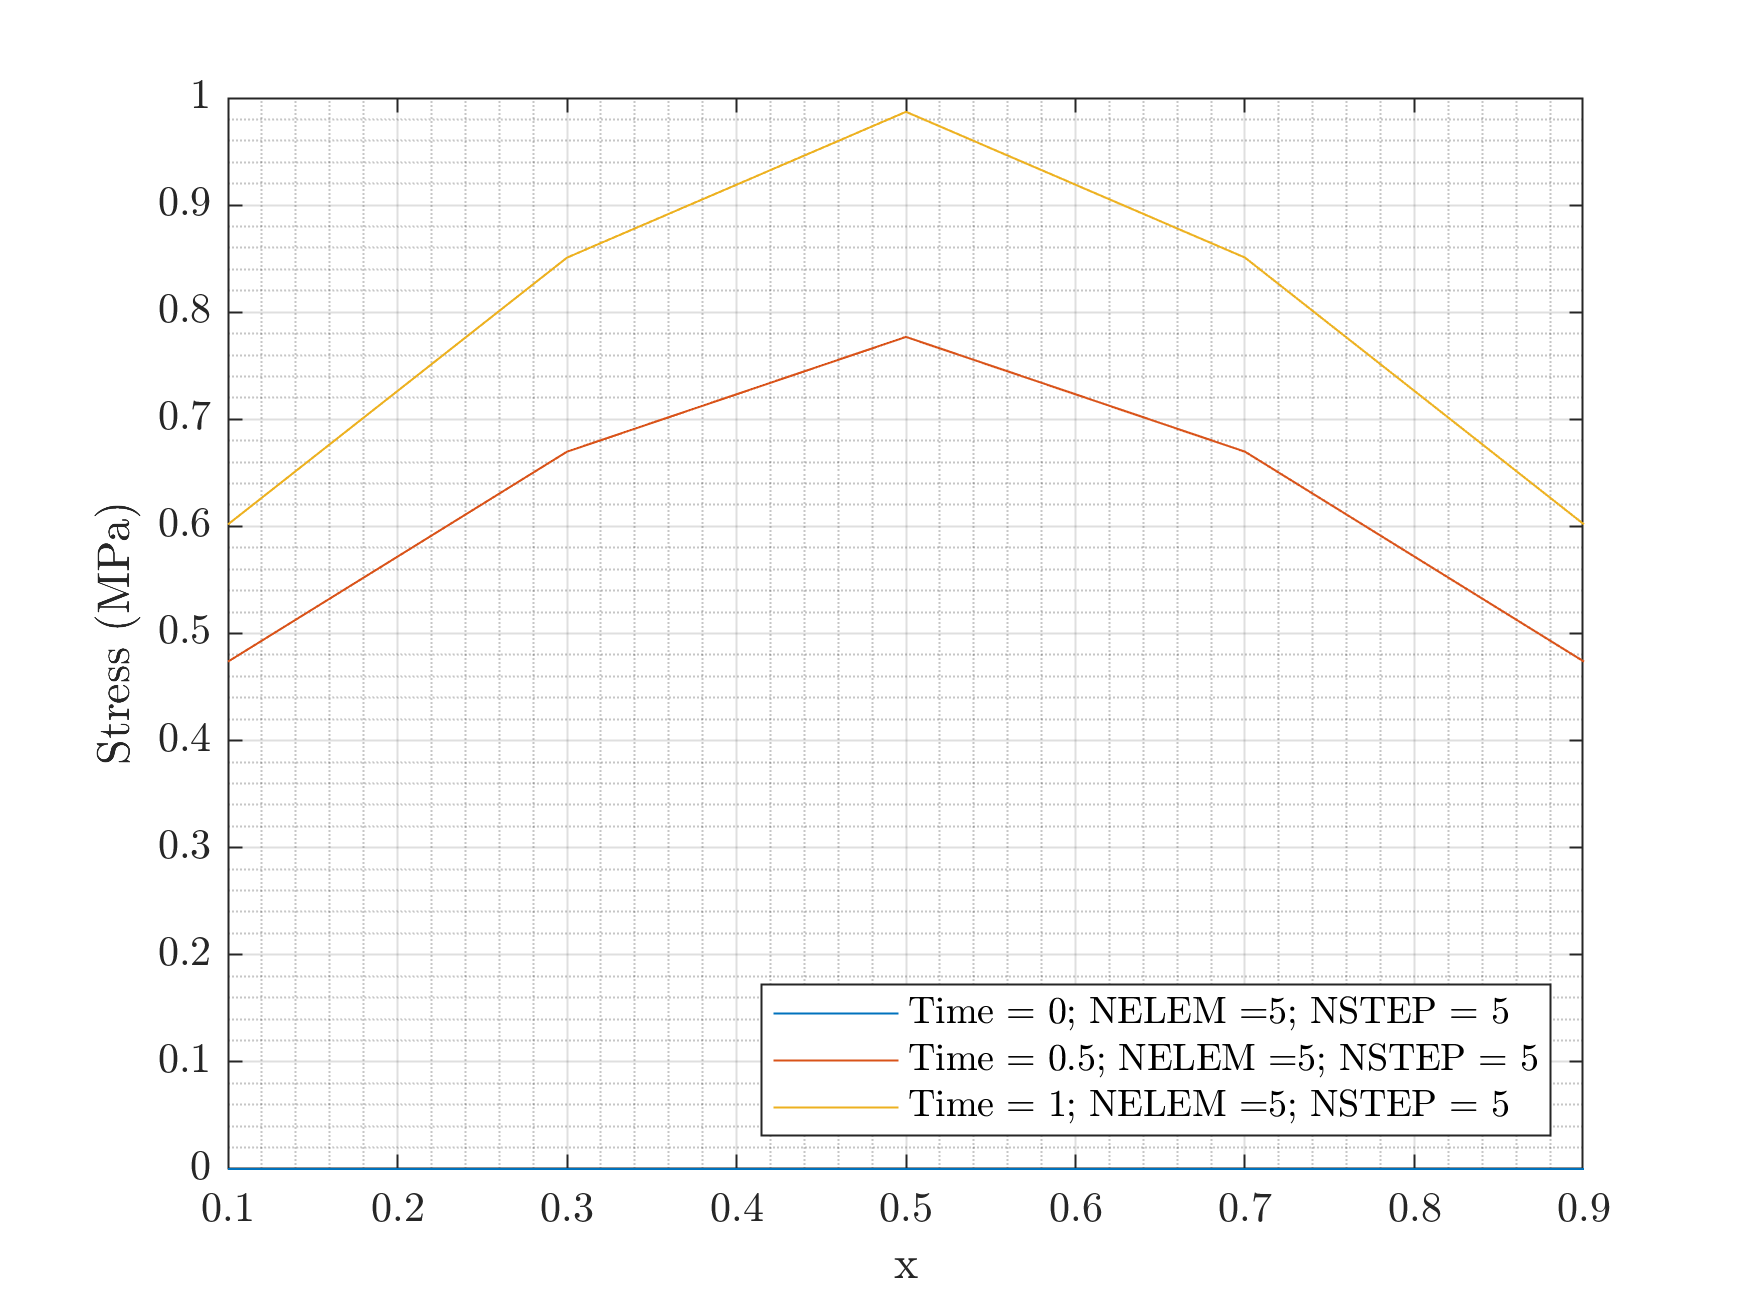 1
0.9
0.8
0.7
0.6
0.5
0.4
0.3
0.2
0.1
0
Stress (MPa)
Time = 0; NELEM =5; NSTEP = 5
Time = 0.5; NELEM =5; NSTEP = 5
Time = 1; NELEM =5; NSTEP = 5
0.1 0.2 0.3 0.4 0.5 0.6 0.7 0.8 0.9
x